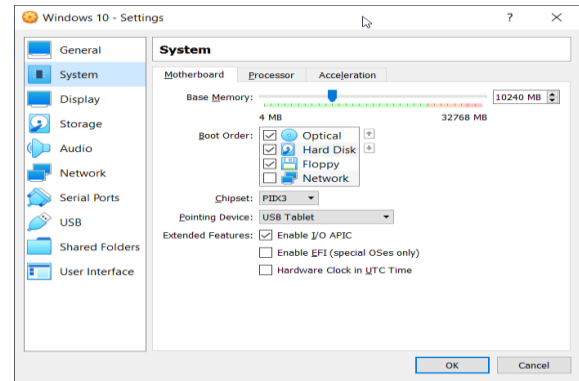 Windows 10 - Settings
?
General
System
Display
Storage
Audio
Network
Serial Ports
USB
Shared Folders
User Interface
System
Motherboard Processor Acceleration
Base Memory: 10240 MB
4 MB 32768 MB
Boot Order: Optical
Hard Disk
Floppy
Network
Chipset: PIIX3
Pointing Device: USB Tablet
Extended Features: Enable I/O APIC
Enable EFI (special OSes only)
Hardware Clock in UTC Time
OK Cancel